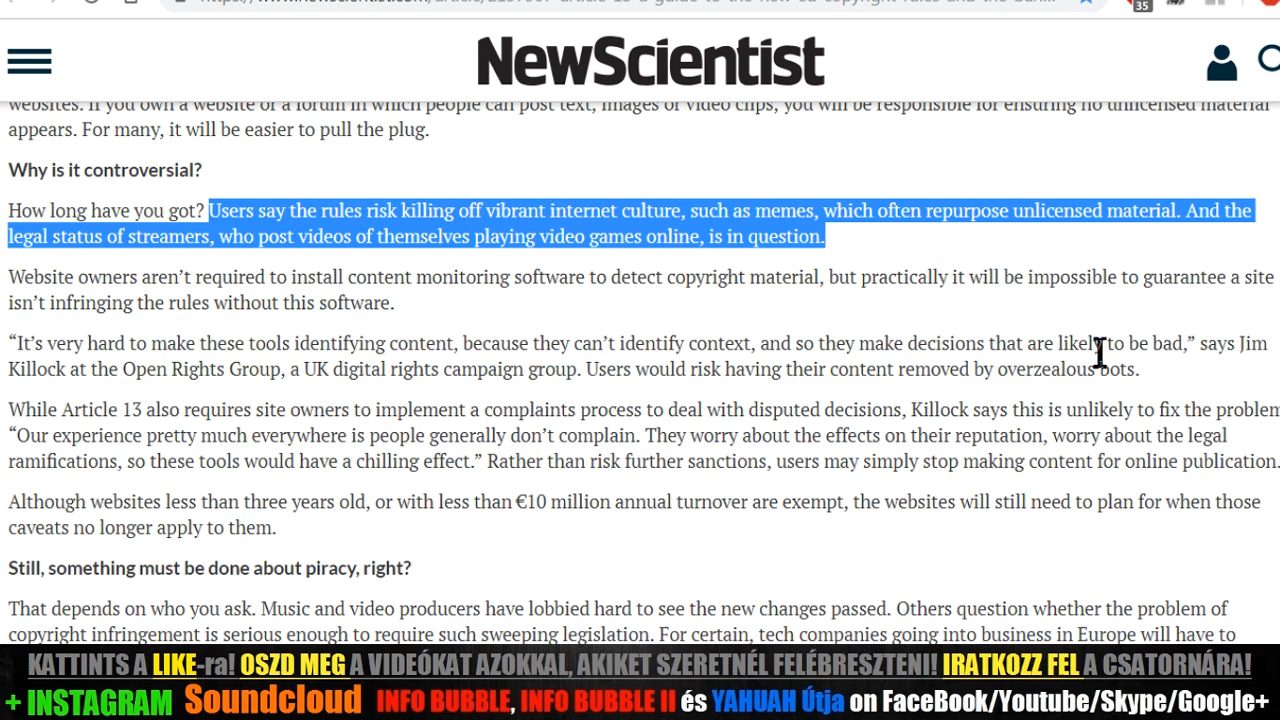 35
NewScientist
websites. If you own a website or a forum in which people can post text, images or video clips, you will be responsible for ensuring no unlicensed material
appears. For many, it will be easier to pull the plug.
Why is it controversial?
How long have you got? Users say the rules risk killing off vibrant internet culture, such as memes, which often repurpose unlicensed material. And the
legal status of streamers, who post videos of themselves playing video games online, is in question.
Website owners aren’t required to install content monitoring software to detect copyright material, but practically it will be impossible to guarantee a site
isn’t infringing the rules without this software.
“It’s very hard to make these tools identifying content, because they can’t identify context, and so they make decisions that are likely to be bad,” says Jim
Killock at the Open Rights Group, a UK digital rights campaign group. Users would risk having their content removed by overzealous bots.
While Article 13 also requires site owners to implement a complaints process to deal with disputed decisions, Killock says this is unlikely to fix the problem
“Our experience pretty much everywhere is people generally don’t complain. They worry about the effects on their reputation, worry about the legal
ramifications, so these tools would have a chilling effect.” Rather than risk further sanctions, users may simply stop making content for online publication.
Although websites less than three years old, or with less than €10 million annual turnover are exempt, the websites will still need to plan for when those
caveats no longer apply to them.
Still, something must be done about piracy, right?
That depends on who you ask. Music and video producers have lobbied hard to see the new changes passed. Others question whether the problem of
copyright infringement is serious enough to require such sweeping legislation. For certain, tech companies going into business in Europe will have to
KATTINTS A LIKE-ra! OSZD MEG A VIDEÓKAT AZOKKAL, AKIKET SZERETNÉL FELÉBRESZTENI! IRATKOZZ FEL A CSATORNÁRA!
+ INSTAGRAM Soundcloud INFO BUBBLE, INFO BUBBLE II és YAHUAH Útja on FaceBook/Youtube/Skype/Google+